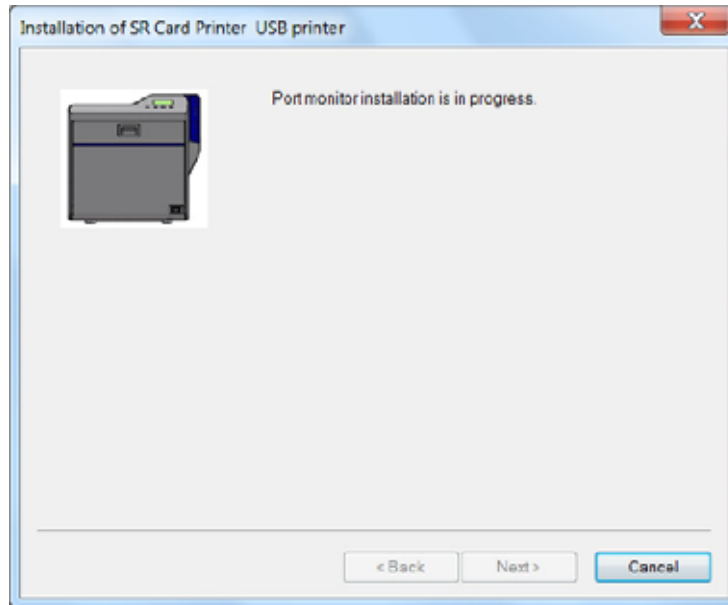 Installation of SR Card Printer USB printer
Port monitor installation is in progress.
< Back
Next >
Cancel